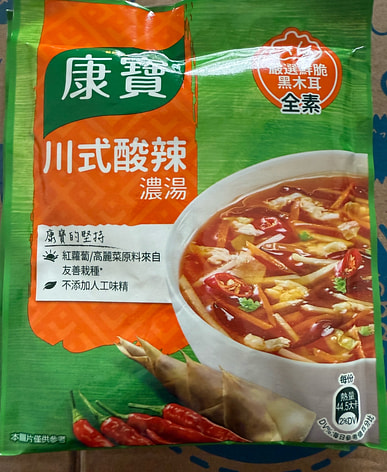 康寶
嚴選鮮脆
黑木耳
全素
川式酸辣
濃湯
康寶的堅持
紅蘿蔔/高麗菜原料來自
友善栽種*
不添加人工味精
每份
熱量
44.5大卡
2%DV
本圖片僅供參考